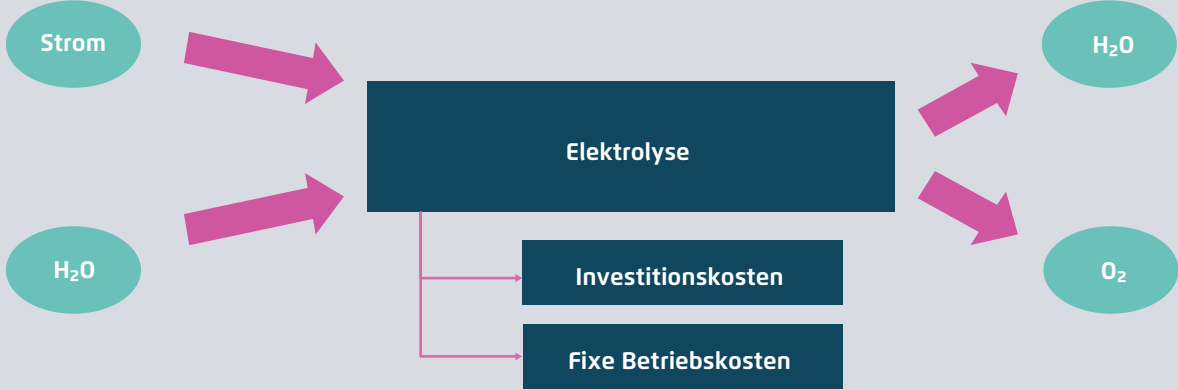 Strom
H₂O
Elektrolyse
H₂O
O₂
Investitionskosten
Fixe Betriebskosten